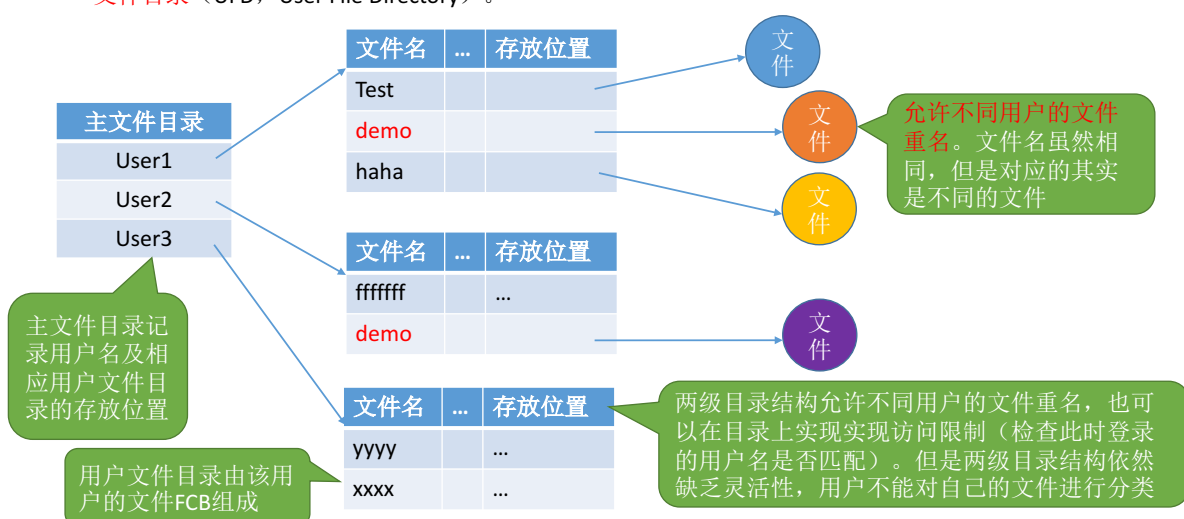 文件目录（UFD，User File Directory）。
文件名 … 存放位置
Test
demo
haha
文
件
文
件
文
件
允许不同用户的文件
重名。文件名虽然相
同，但是对应的其实
是不同的文件
主文件目录
User1
User2
User3
文件名 … 存放位置
fffffff …
demo
文
件
主文件目录记
录用户名及相
应用户文件目
录的存放位置
文件名 … 存放位置
yyyy …
xxxx …
用户文件目录由该用
户的文件FCB组成
两级目录结构允许不同用户的文件重名，也可
以在目录上实现实现访问限制（检查此时登录
的用户名是否匹配）。但是两级目录结构依然
缺乏灵活性，用户不能对自己的文件进行分类